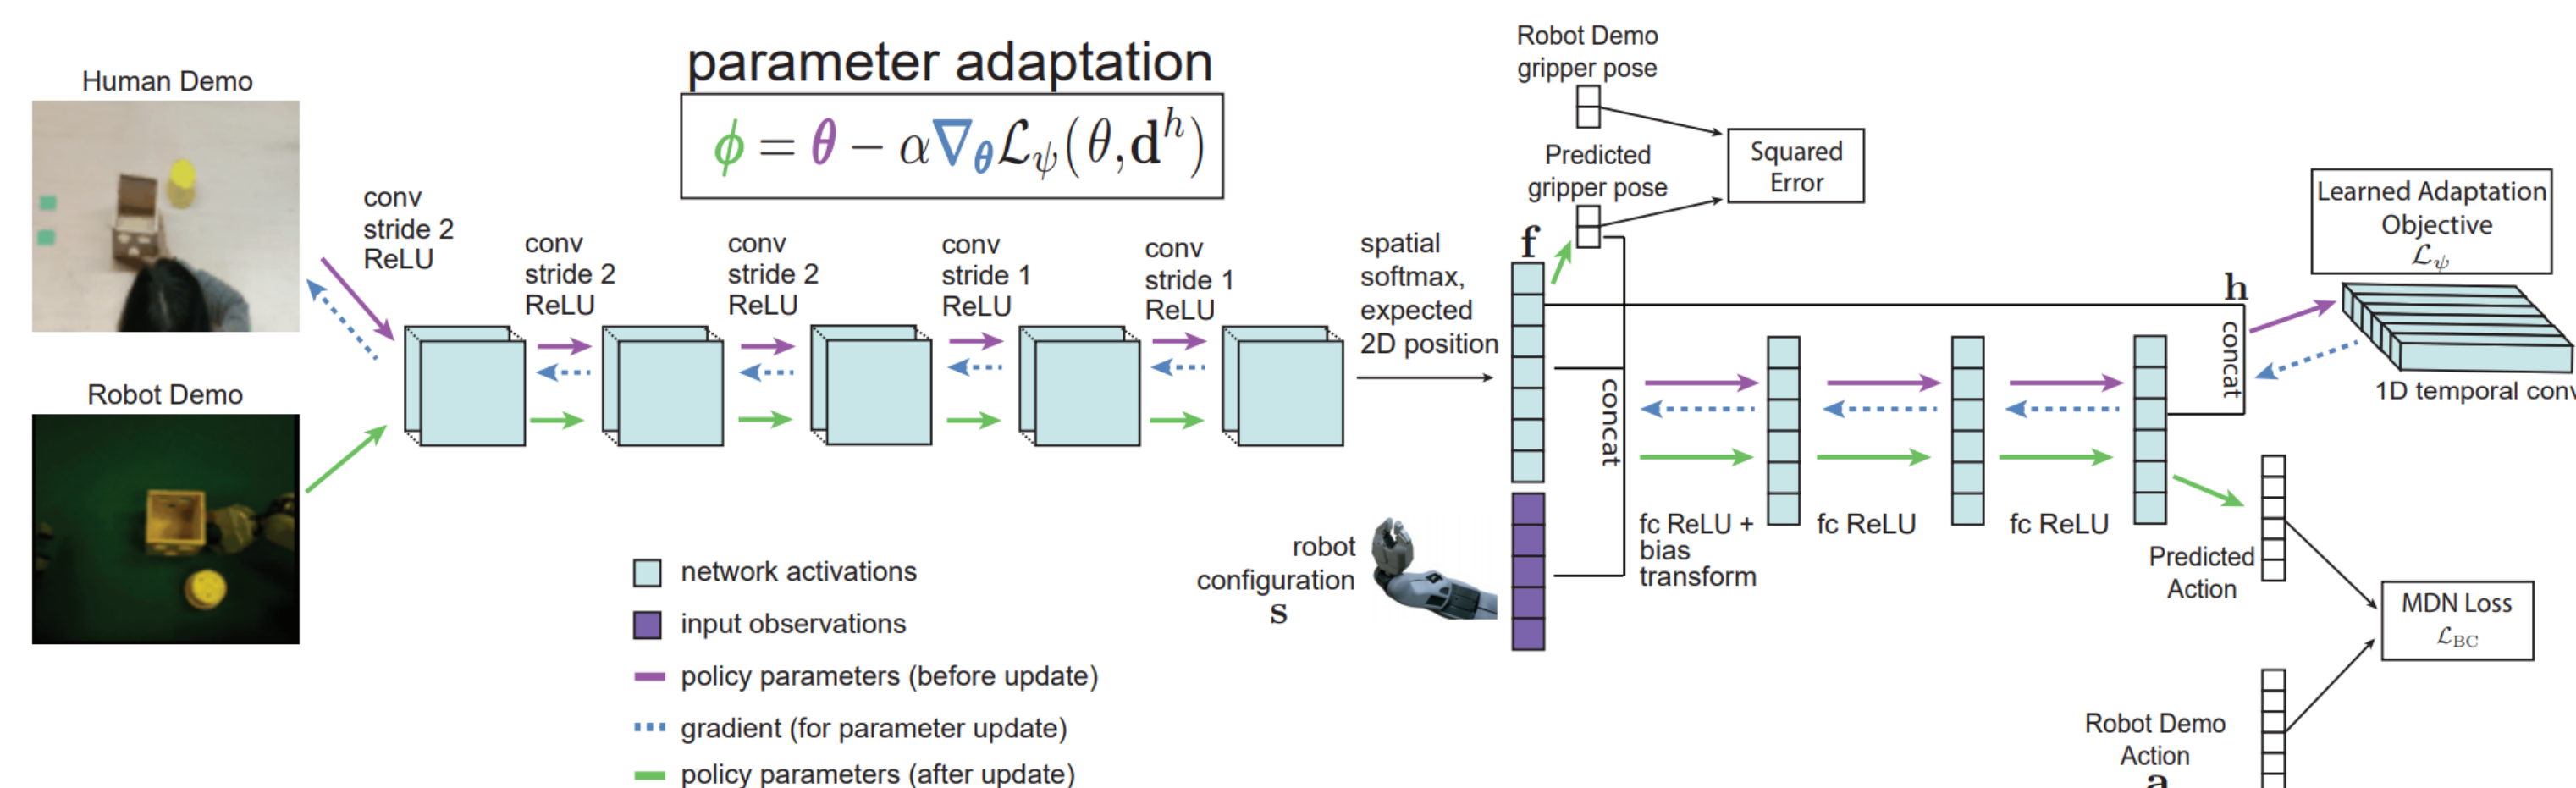 Human Demo
Robot Demo
parameter adaptation
ϕ = θ − α∇θℒψ(θ,dʰ)
conv
stride 2
ReLU
conv
stride 2
ReLU
conv
stride 2
ReLU
conv
stride 1
ReLU
conv
stride 1
ReLU
spatial
softmax,
expected
2D position
Robot Demo
gripper pose
Predicted
gripper pose
Squared
Error
f
concat
robot
configuration
s
fc ReLU +
bias
transform
fc ReLU
fc ReLU
h
concat
Learned Adaptation
Objective
ℒψ
1D temporal conv
Predicted
Action
MDN Loss
ℒBC
Robot Demo
Action
a
network activations
input observations
policy parameters (before update)
gradient (for parameter update)
policy parameters (after update)